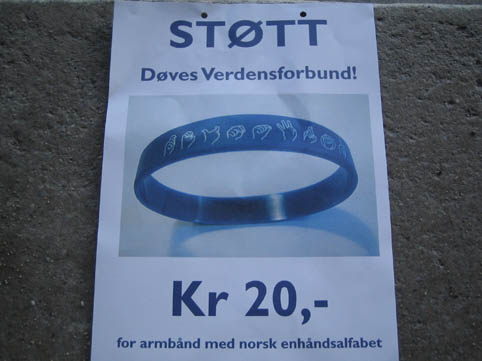 STØTT
Døves Verdensforbund!
Kr 20,-
for armbånd med norsk enhåndsalfabet